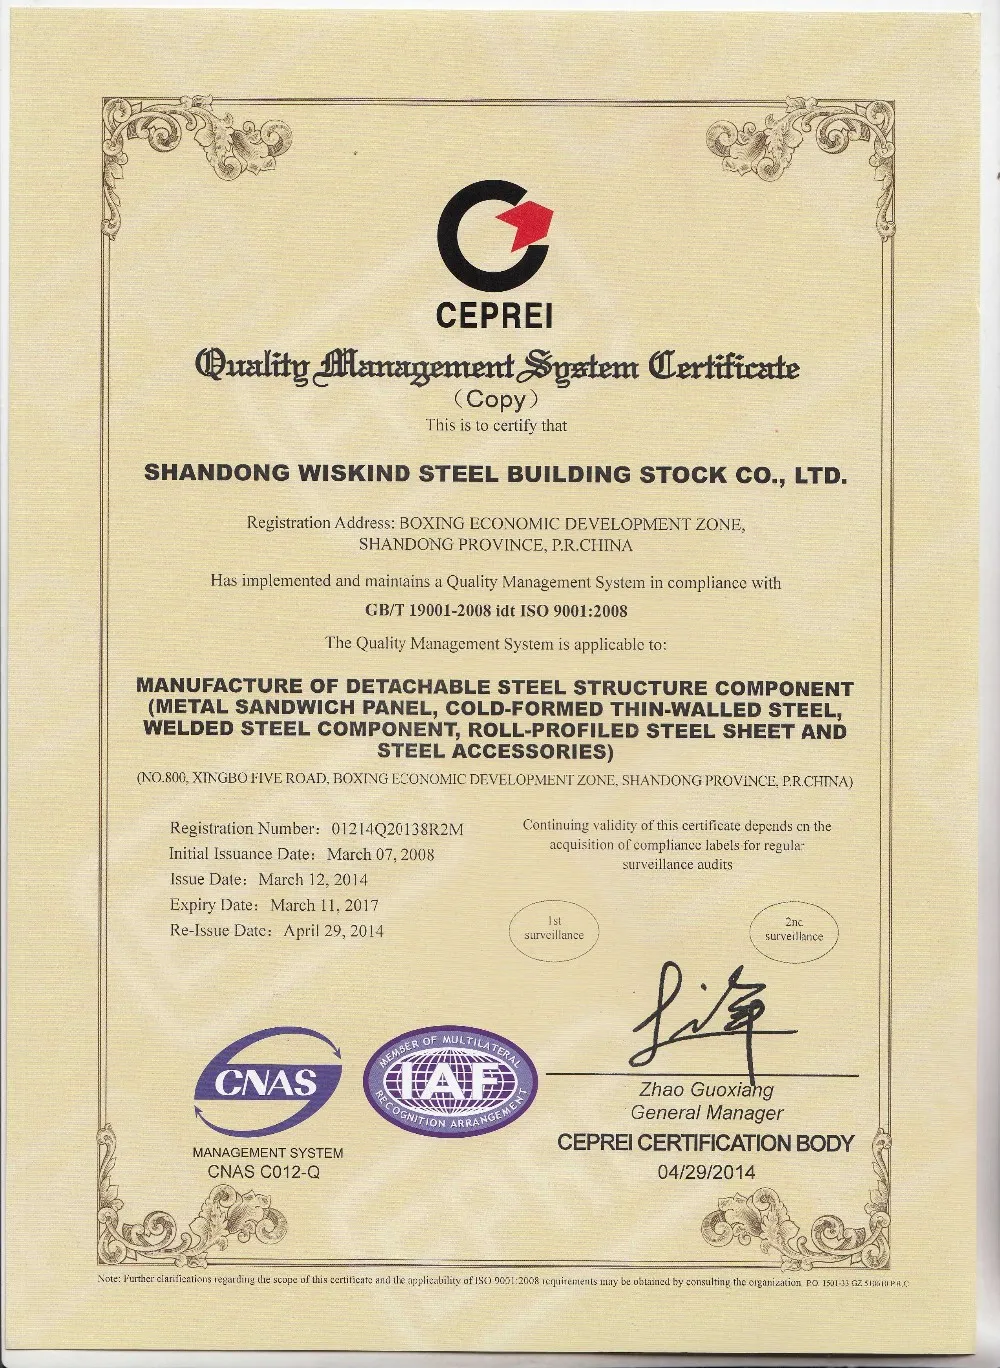 CEPREI
Quality Management System Certificate
(Copy)
This is to certify that
SHANDONG WISKIND STEEL BUILDING STOCK CO., LTD.
Registration Address: BOXING ECONOMIC DEVELOPMENT ZONE,
SHANDONG PROVINCE, P.R.CHINA
Has implemented and maintains a Quality Management System in compliance with
GB/T 19001-2008 idt ISO 9001:2008
The Quality Management System is applicable to:
MANUFACTURE OF DETACHABLE STEEL STRUCTURE COMPONENT
(METAL SANDWICH PANEL, COLD-FORMED THIN-WALLED STEEL,
WELDED STEEL COMPONENT, ROLL-PROFILED STEEL SHEET AND
STEEL ACCESSORIES)
(NO.800, XINGBO FIVE ROAD, BOXING ECONOMIC DEVELOPMENT ZONE, SHANDONG PROVINCE, P.R.CHINA)
Registration Number: 01214Q20138R2M
Initial Issuance Date: March 07, 2008
Issue Date: March 12, 2014
Expiry Date: March 11, 2017
Re-Issue Date: April 29, 2014
Continuing validity of this certificate depends on the
acquisition of compliance labels for regular
surveillance audits
1st
surveillance
2nd
surveillance
CNAS
MANAGEMENT SYSTEM
CNAS C012-Q
MEMBER OF MULTILATERAL
IAF
RECOGNITION ARRANGEMENT
Zhao Guoxiang
General Manager
CEPREI CERTIFICATION BODY
04/29/2014
Note: Further clarifications regarding the scope of this certificate and the applicability of ISO 9001:2008 requirements may be obtained by consulting the organization. P.O. 1501-33 GZ